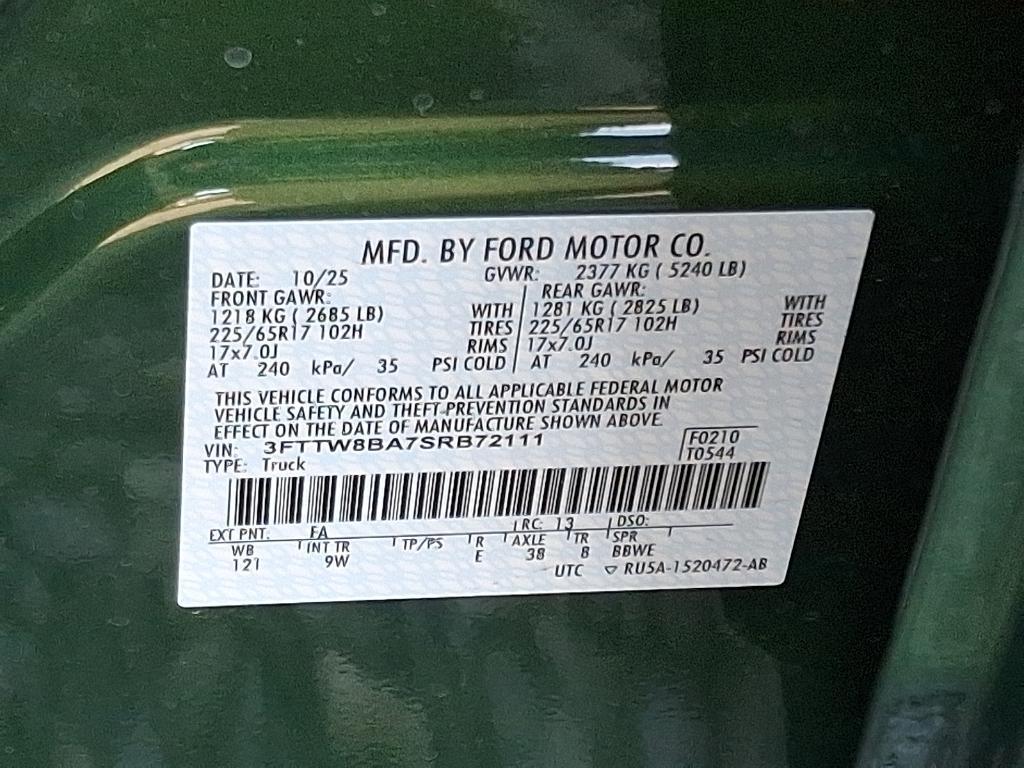 MFD. BY FORD MOTOR CO.
DATE: 10/25 GVWR: 2377 KG ( 5240 LB)
FRONT GAWR: REAR GAWR:
1218 KG ( 2685 LB) WITH 1281 KG ( 2825 LB) WITH
225/65R17 102H TIRES 225/65R17 102H TIRES
17x7.0J RIMS 17x7.0J RIMS
AT 240 kPa/ 35 PSI COLD AT 240 kPa/ 35 PSI COLD
THIS VEHICLE CONFORMS TO ALL APPLICABLE FEDERAL MOTOR
VEHICLE SAFETY AND THEFT PREVENTION STANDARDS IN
EFFECT ON THE DATE OF MANUFACTURE SHOWN ABOVE.
VIN: 3FTTW8BA7SRB72111 F0210
TYPE: Truck T0544
EXT PNT: FA RC: 13 DSO:
WB INT TR TP/PS R AXLE TR SPR
121 9W E 38 8 BBWE
UTC ▽ RU5A-1520472-AB